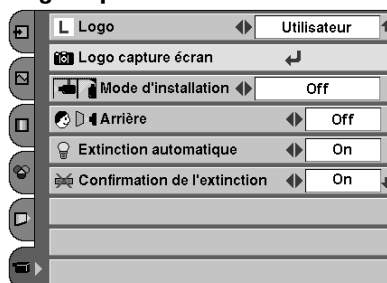 L Logo Utilisateur
Logo capture écran
Mode d'installation Off
Arrière Off
Extinction automatique On
Confirmation de l'extinction On